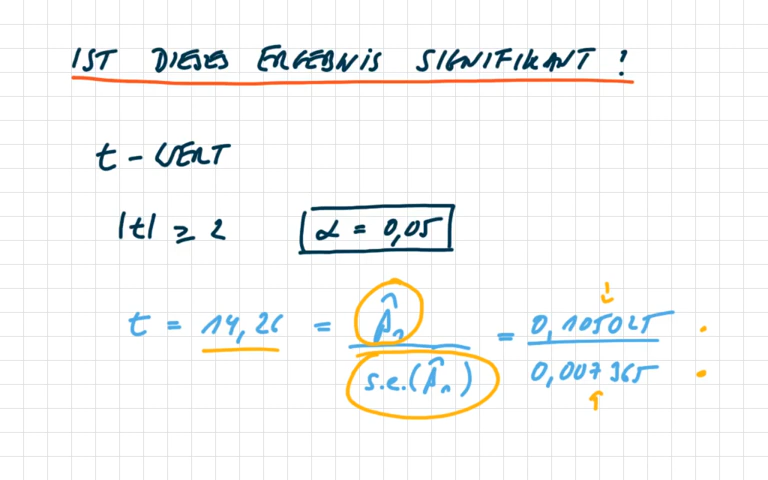 IST DIESES ERGEBNIS SIGNIFIKANT?
t - WERT
|t| ≥ 2
α = 0,05
t = 14,26 = β̂₁ / s.e.(β̂₁) = 0,105025 / 0,007365